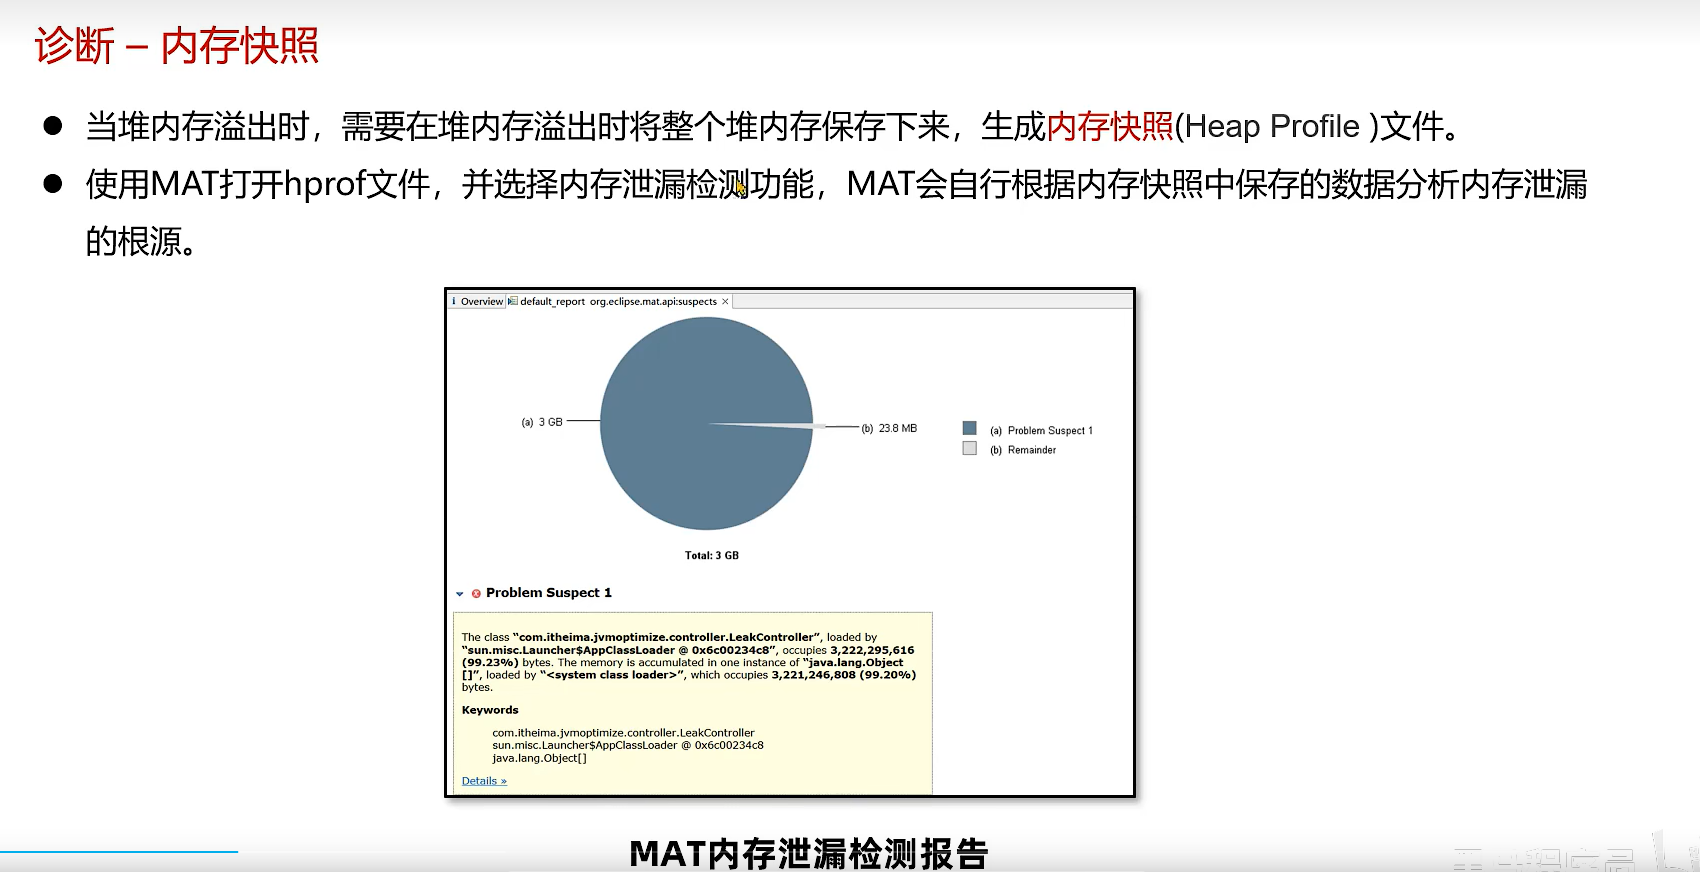 诊断 – 内存快照
● 当堆内存溢出时，需要在堆内存溢出时将整个堆内存保存下来，生成内存快照(Heap Profile )文件。
● 使用MAT打开hprof文件，并选择内存泄漏检测功能，MAT会自行根据内存快照中保存的数据分析内存泄漏
的根源。
Overview default_report org.eclipse.mat.api:suspects
(a) 3 GB
(b) 23.8 MB
(a) Problem Suspect 1
(b) Remainder
Total: 3 GB
Problem Suspect 1
The class “com.itheima.jvmoptimize.controller.LeakController”, loaded by
“sun.misc.Launcher$AppClassLoader @ 0x6c00234c8”, occupies 3,222,295,616
(99.23%) bytes. The memory is accumulated in one instance of “java.lang.Object
[]”, loaded by “<system class loader>”, which occupies 3,221,246,808 (99.20%)
bytes.
Keywords
com.itheima.jvmoptimize.controller.LeakController
sun.misc.Launcher$AppClassLoader @ 0x6c00234c8
java.lang.Object[]
Details »
MAT内存泄漏检测报告